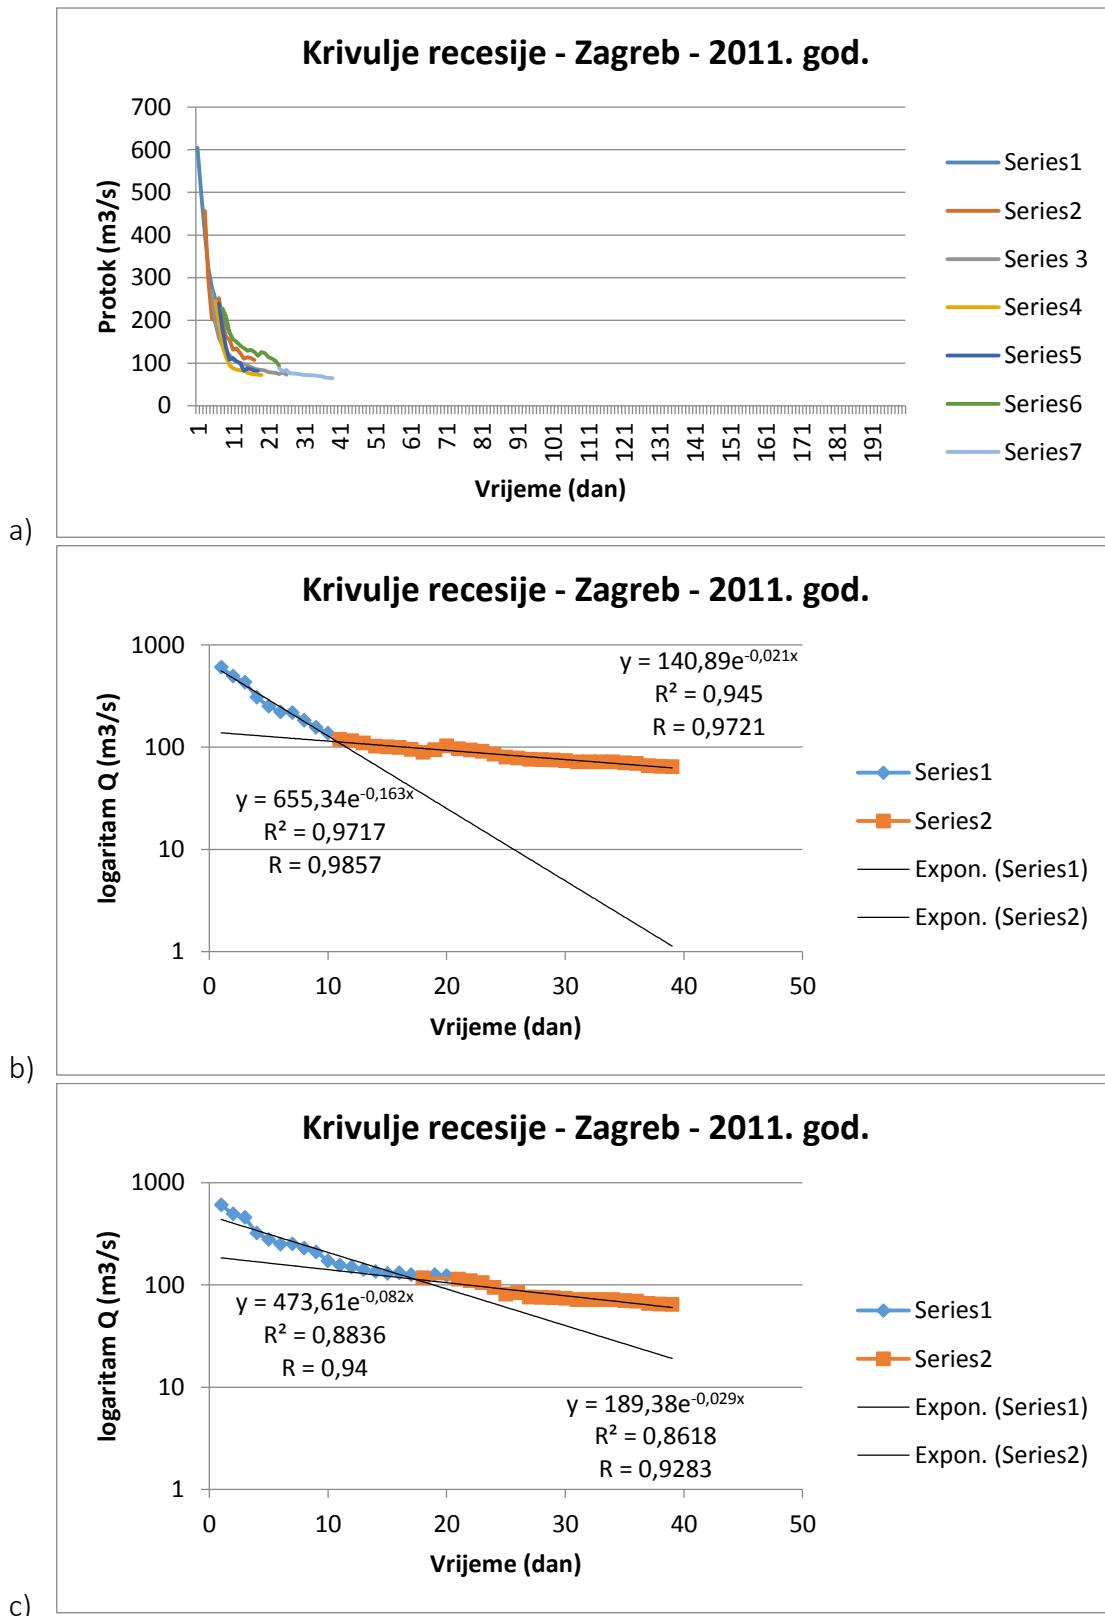 Krivulje recesije - Zagreb - 2011. god.
700
600
500
400
300
200
100
0
Protok (m3/s)
1
11
21
31
41
51
61
71
81
91
101
111
121
131
141
151
161
171
181
191
Vrijeme (dan)
Series1
Series2
Series 3
Series4
Series5
Series6
Series7
a)
Krivulje recesije - Zagreb - 2011. god.
1000
100
10
1
logaritam Q (m3/s)
y = 140,89e^-0,021x
R² = 0,945
R = 0,9721
y = 655,34e^-0,163x
R² = 0,9717
R = 0,9857
0
10
20
30
40
50
Vrijeme (dan)
Series1
Series2
Expon. (Series1)
Expon. (Series2)
b)
Krivulje recesije - Zagreb - 2011. god.
1000
100
10
1
logaritam Q (m3/s)
y = 473,61e^-0,082x
R² = 0,8836
R = 0,94
y = 189,38e^-0,029x
R² = 0,8618
R = 0,9283
0
10
20
30
40
50
Vrijeme (dan)
Series1
Series2
Expon. (Series1)
Expon. (Series2)
c)